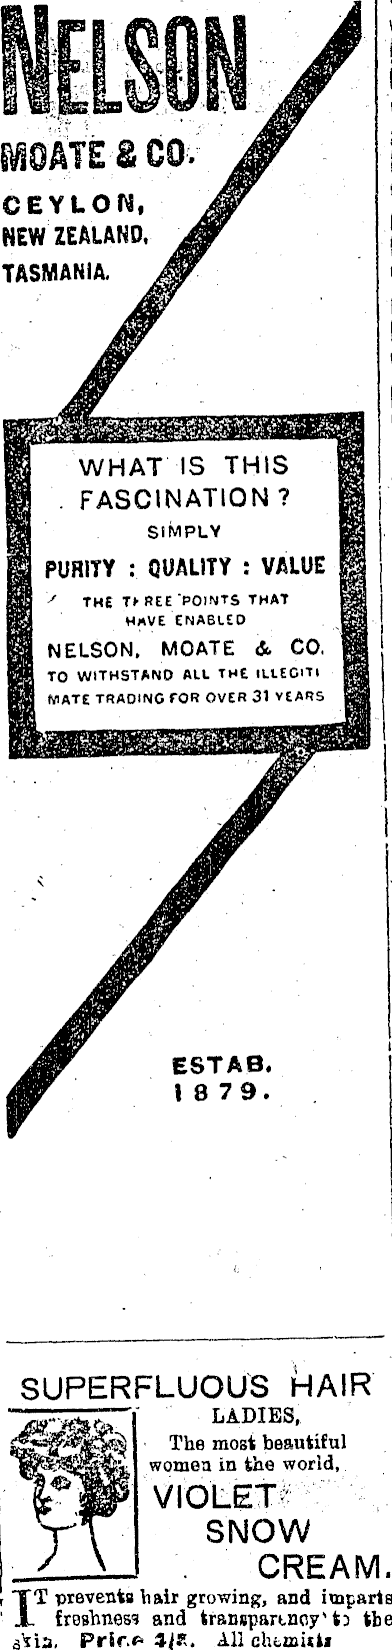 NELSON
MOATE & CO.
CEYLON,
NEW ZEALAND,
TASMANIA.
WHAT IS THIS
FASCINATION ?
SIMPLY
PURITY : QUALITY : VALUE
THE THREE POINTS THAT
HAVE ENABLED
NELSON, MOATE & CO.
TO WITHSTAND ALL THE ILLEGITI
MATE TRADING FOR OVER 31 YEARS
ESTAB.
1879.
SUPERFLUOUS HAIR
LADIES,
The most beautiful
women in the world,
VIOLET
SNOW
CREAM.
IT prevents hair growing, and imparts
freshness and transparency to the
skin. Price All chemists